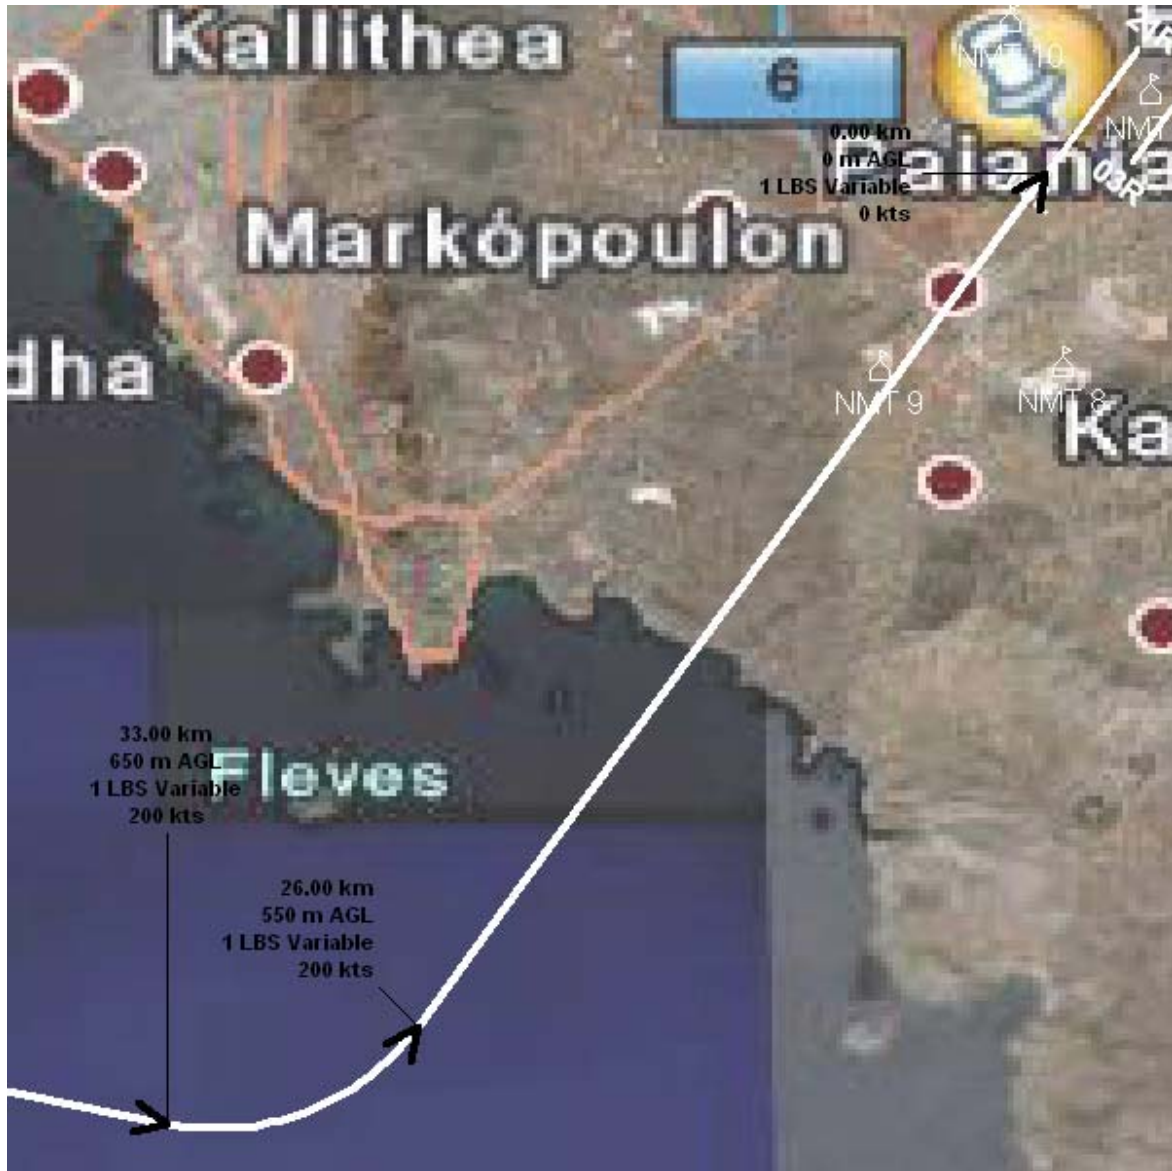 Kallithea
6
NMT 10
NMT
0.00 km
0 m AGL
1 LBS Variable
0 kts
03R
Markópoulon
dha
NMT 9
NMT 8
Ka
33.00 km
650 m AGL
1 LBS Variable
200 kts
Fleves
26.00 km
550 m AGL
1 LBS Variable
200 kts